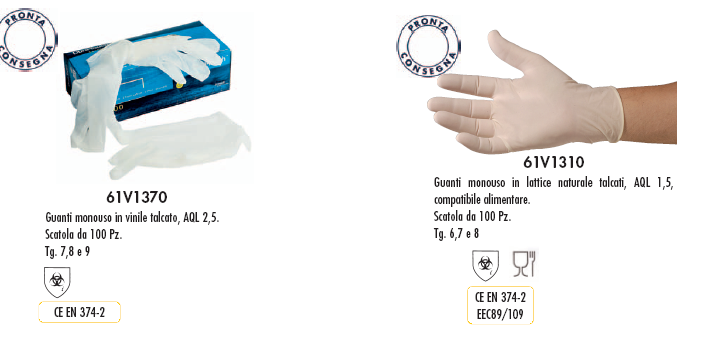 PRONTA
CONSEGNA
61V1370
Guanti monouso in vinile talcato, AQL 2,5.
Scatola da 100 Pz.
Tg. 7,8 e 9
CE EN 374-2
PRONTA
CONSEGNA
61V1310
Guanti monouso in lattice naturale talcati, AQL 1,5,
compatibile alimentare.
Scatola da 100 Pz.
Tg. 6,7 e 8
CE EN 374-2
EEC89/109